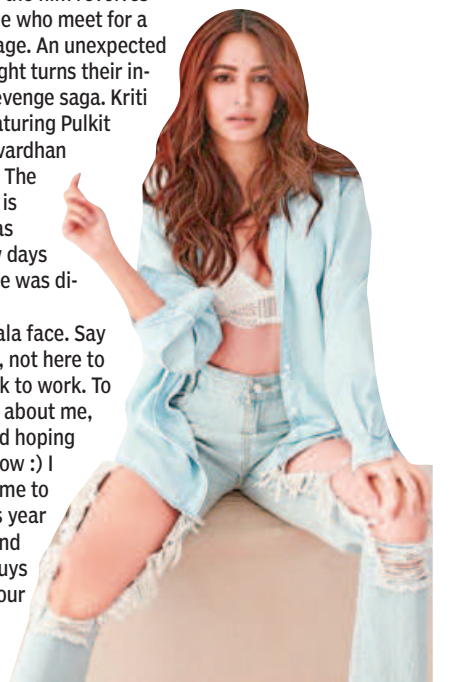 the film revolves
e who meet for a
age. An unexpected
ght turns their in-
evenge saga. Kriti
aturing Pulkit
vardhan
The
is
as
v days
e was di-
ala face. Say
, not here to
k to work. To
about me,
d hoping
ow :) I
me to
s year
nd
uys
our